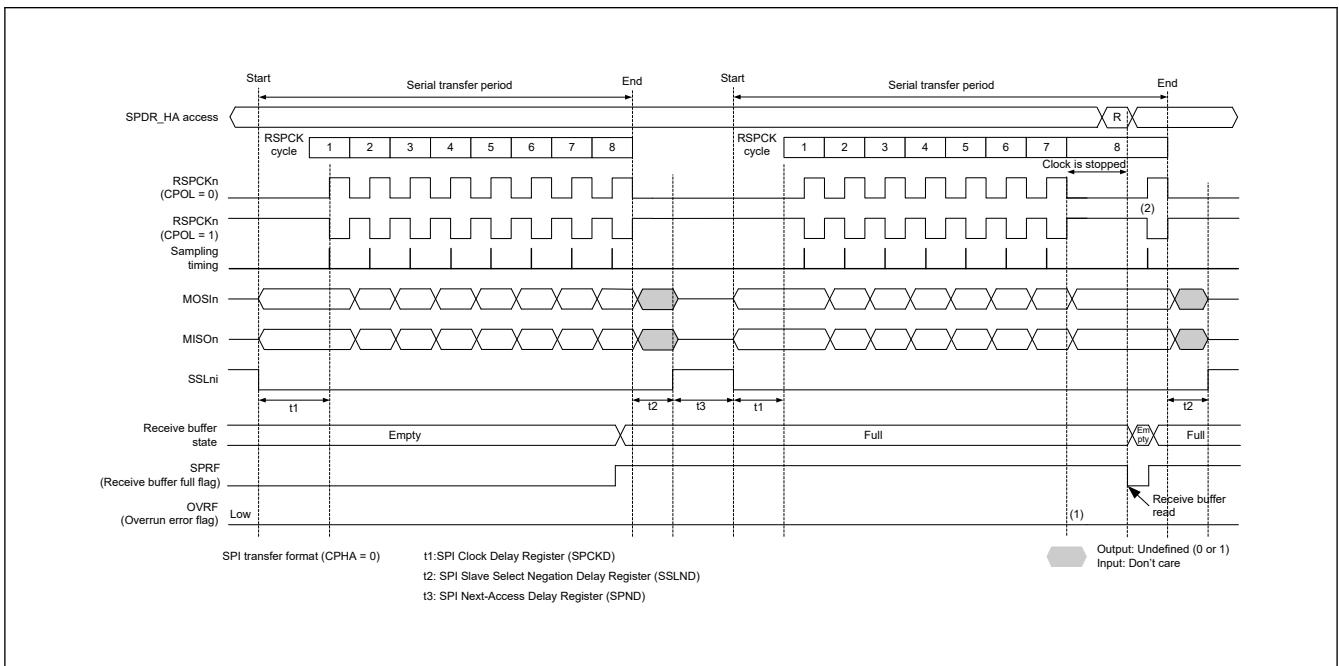 Start
Serial transfer period
End
Start
Serial transfer period
End
SPDR_HA access
R
RSPCK
cycle
1 2 3 4 5 6 7 8
RSPCK
cycle
1 2 3 4 5 6 7 8
Clock is stopped
RSPCKn
(CPOL = 0)
(2)
RSPCKn
(CPOL = 1)
Sampling
timing
MOSIn
MISOn
SSLni
t1
t2
t3
t1
t2
Receive buffer
state
Empty
Full
Em
pty
Full
SPRF
(Receive buffer full flag)
Receive buffer
read
OVRF
(Overrun error flag)
Low
(1)
SPI transfer format (CPHA = 0)
t1:SPI Clock Delay Register (SPCKD)
t2: SPI Slave Select Negation Delay Register (SSLND)
t3: SPI Next-Access Delay Register (SPND)
Output: Undefined (0 or 1)
Input: Don't care